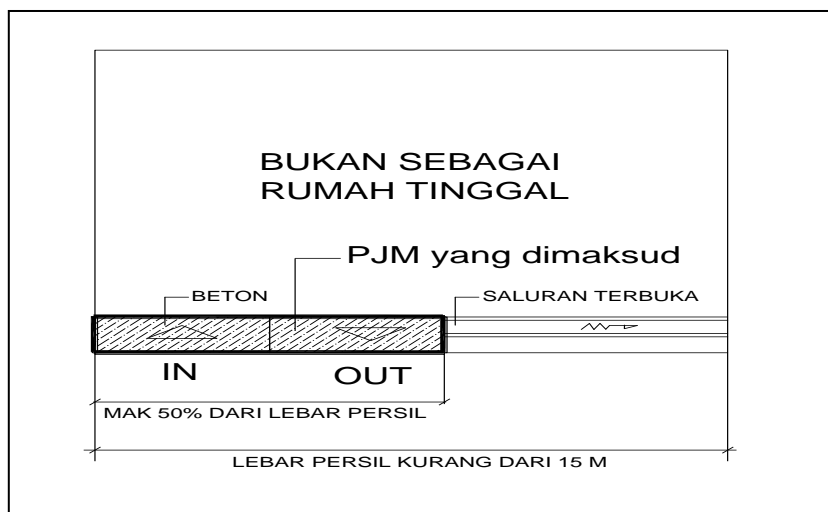 BUKAN SEBAGAI
RUMAH TINGGAL
PJM yang dimaksud
BETON
SALURAN TERBUKA
IN
OUT
MAK 50% DARI LEBAR PERSIL
LEBAR PERSIL KURANG DARI 15 M